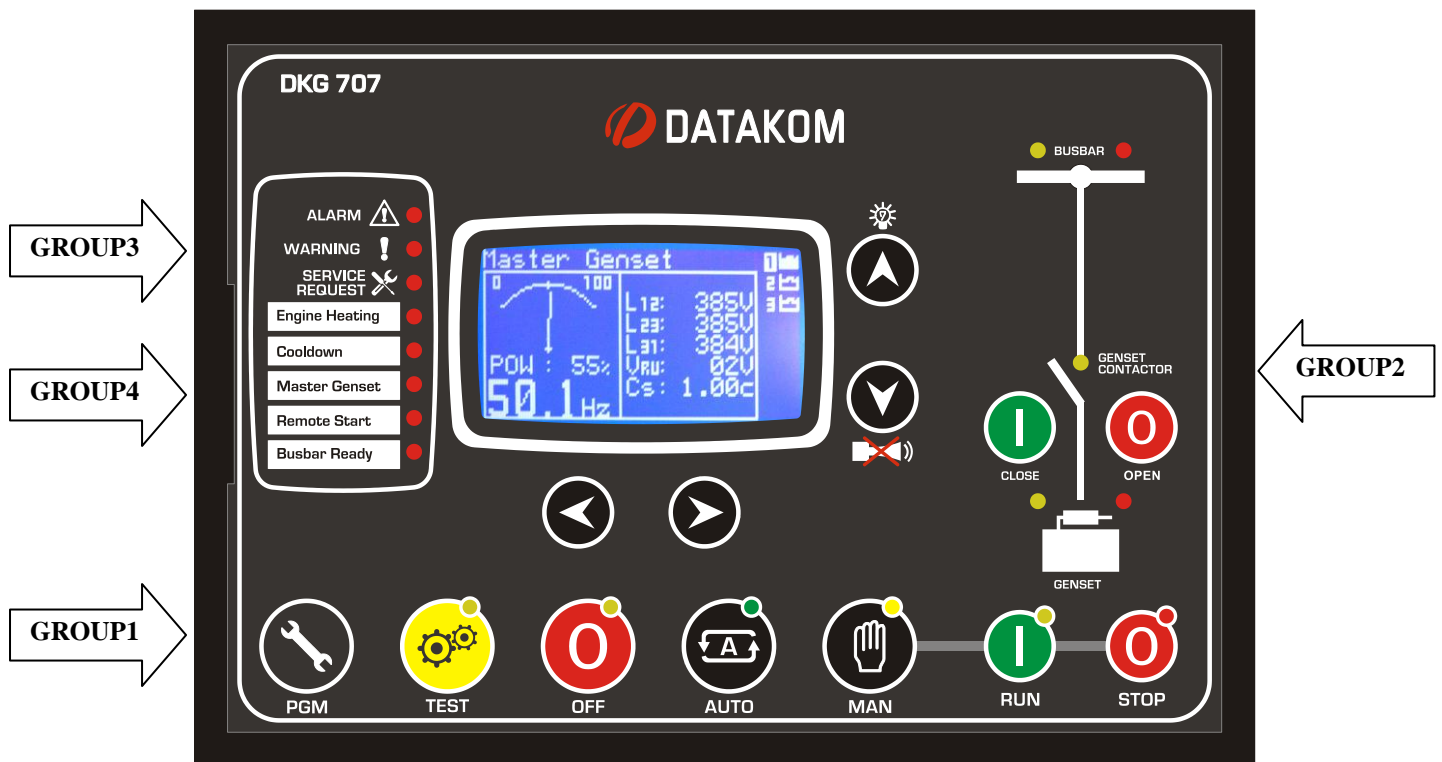 DKG 707
DATAKOM
BUSBAR
GROUP3
ALARM
WARNING !
SERVICE
REQUEST
Engine Heating
Cooldown
GROUP4
Master Genset
Remote Start
Busbar Ready
Master Genset
0 100
POW : 55%
50.1Hz
L12: 385V
L23: 385V
L31: 384V
VRU: 02V
Cs: 1.00c
1
2
3
GENSET
CONTACTOR
GROUP2
I
O
CLOSE
OPEN
GENSET
GROUP1
O
A
I
O
PGM
TEST
OFF
AUTO
MAN
RUN
STOP